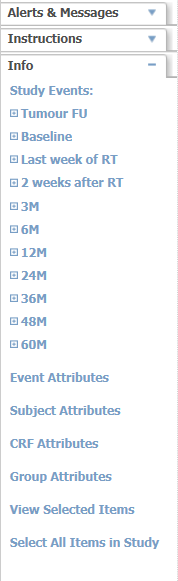 Alerts & Messages
Instructions
Info
Study Events:
Tumour FU
Baseline
Last week of RT
2 weeks after RT
3M
6M
12M
24M
36M
48M
60M
Event Attributes
Subject Attributes
CRF Attributes
Group Attributes
View Selected Items
Select All Items in Study